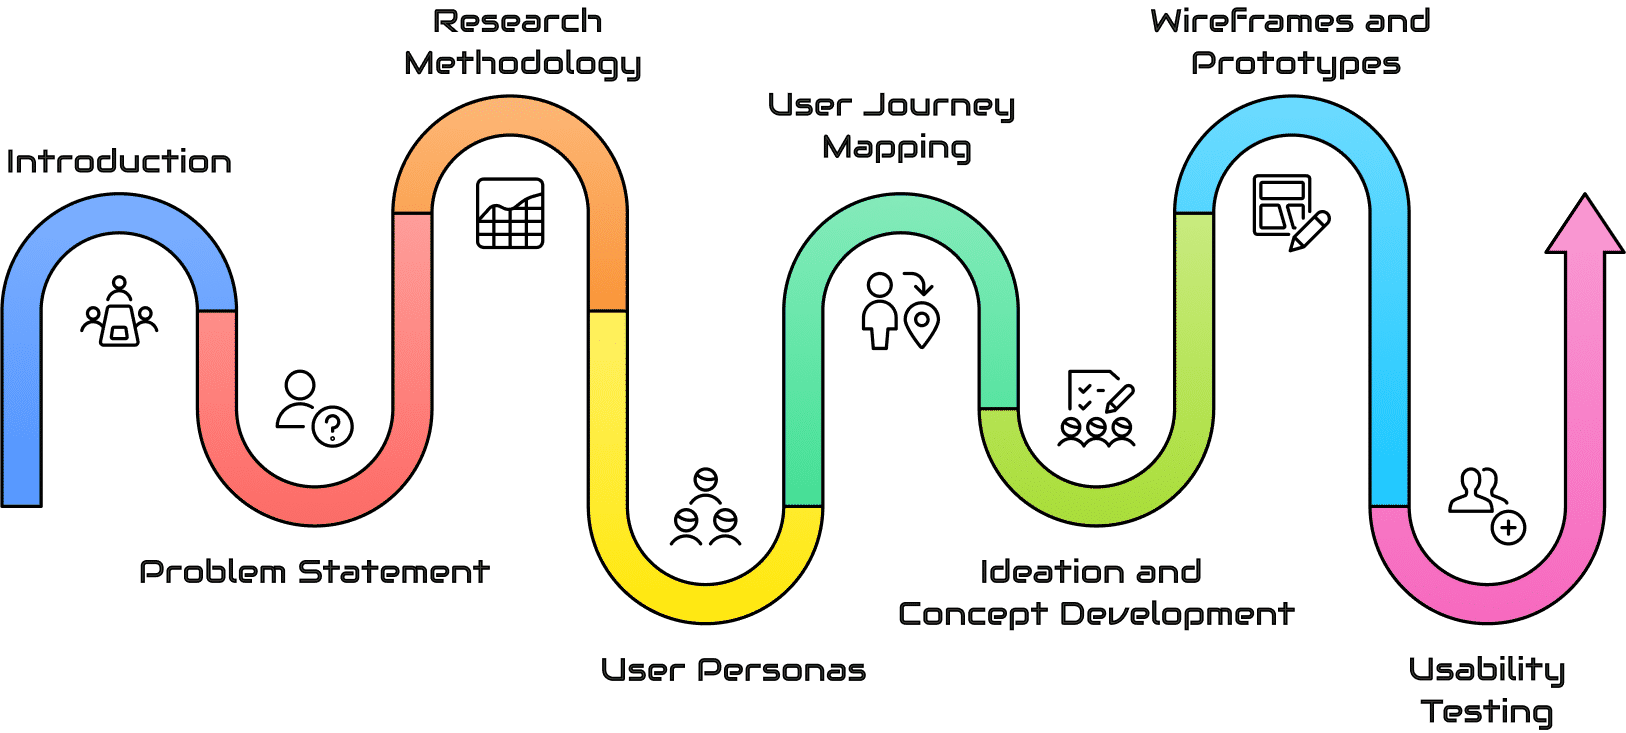 Introduction
Problem Statement
Research
Methodology
User Personas
User Journey
Mapping
Ideation and
Concept Development
Wireframes and
Prototypes
Usability
Testing